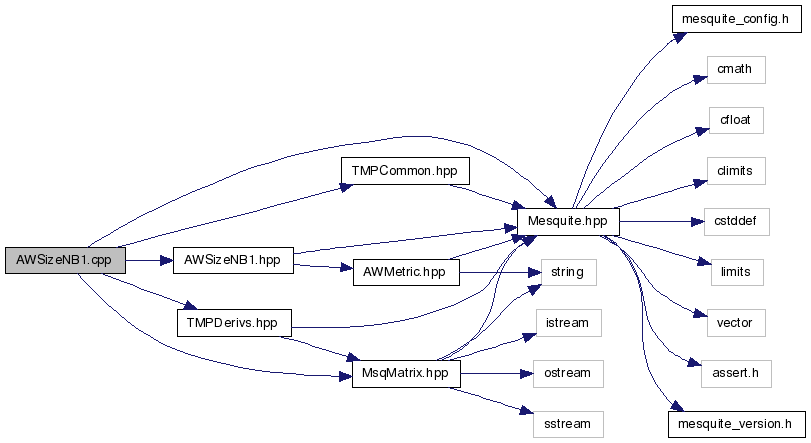 mesquite_config.h
cmath
cfloat
TMPCommon.hpp
climits
Mesquite.hpp
cstddef
AWSizeNB1.cpp
AWSizeNB1.hpp
AWMetric.hpp
string
limits
TMPDerivs.hpp
istream
vector
MsqMatrix.hpp
ostream
assert.h
sstream
mesquite_version.h